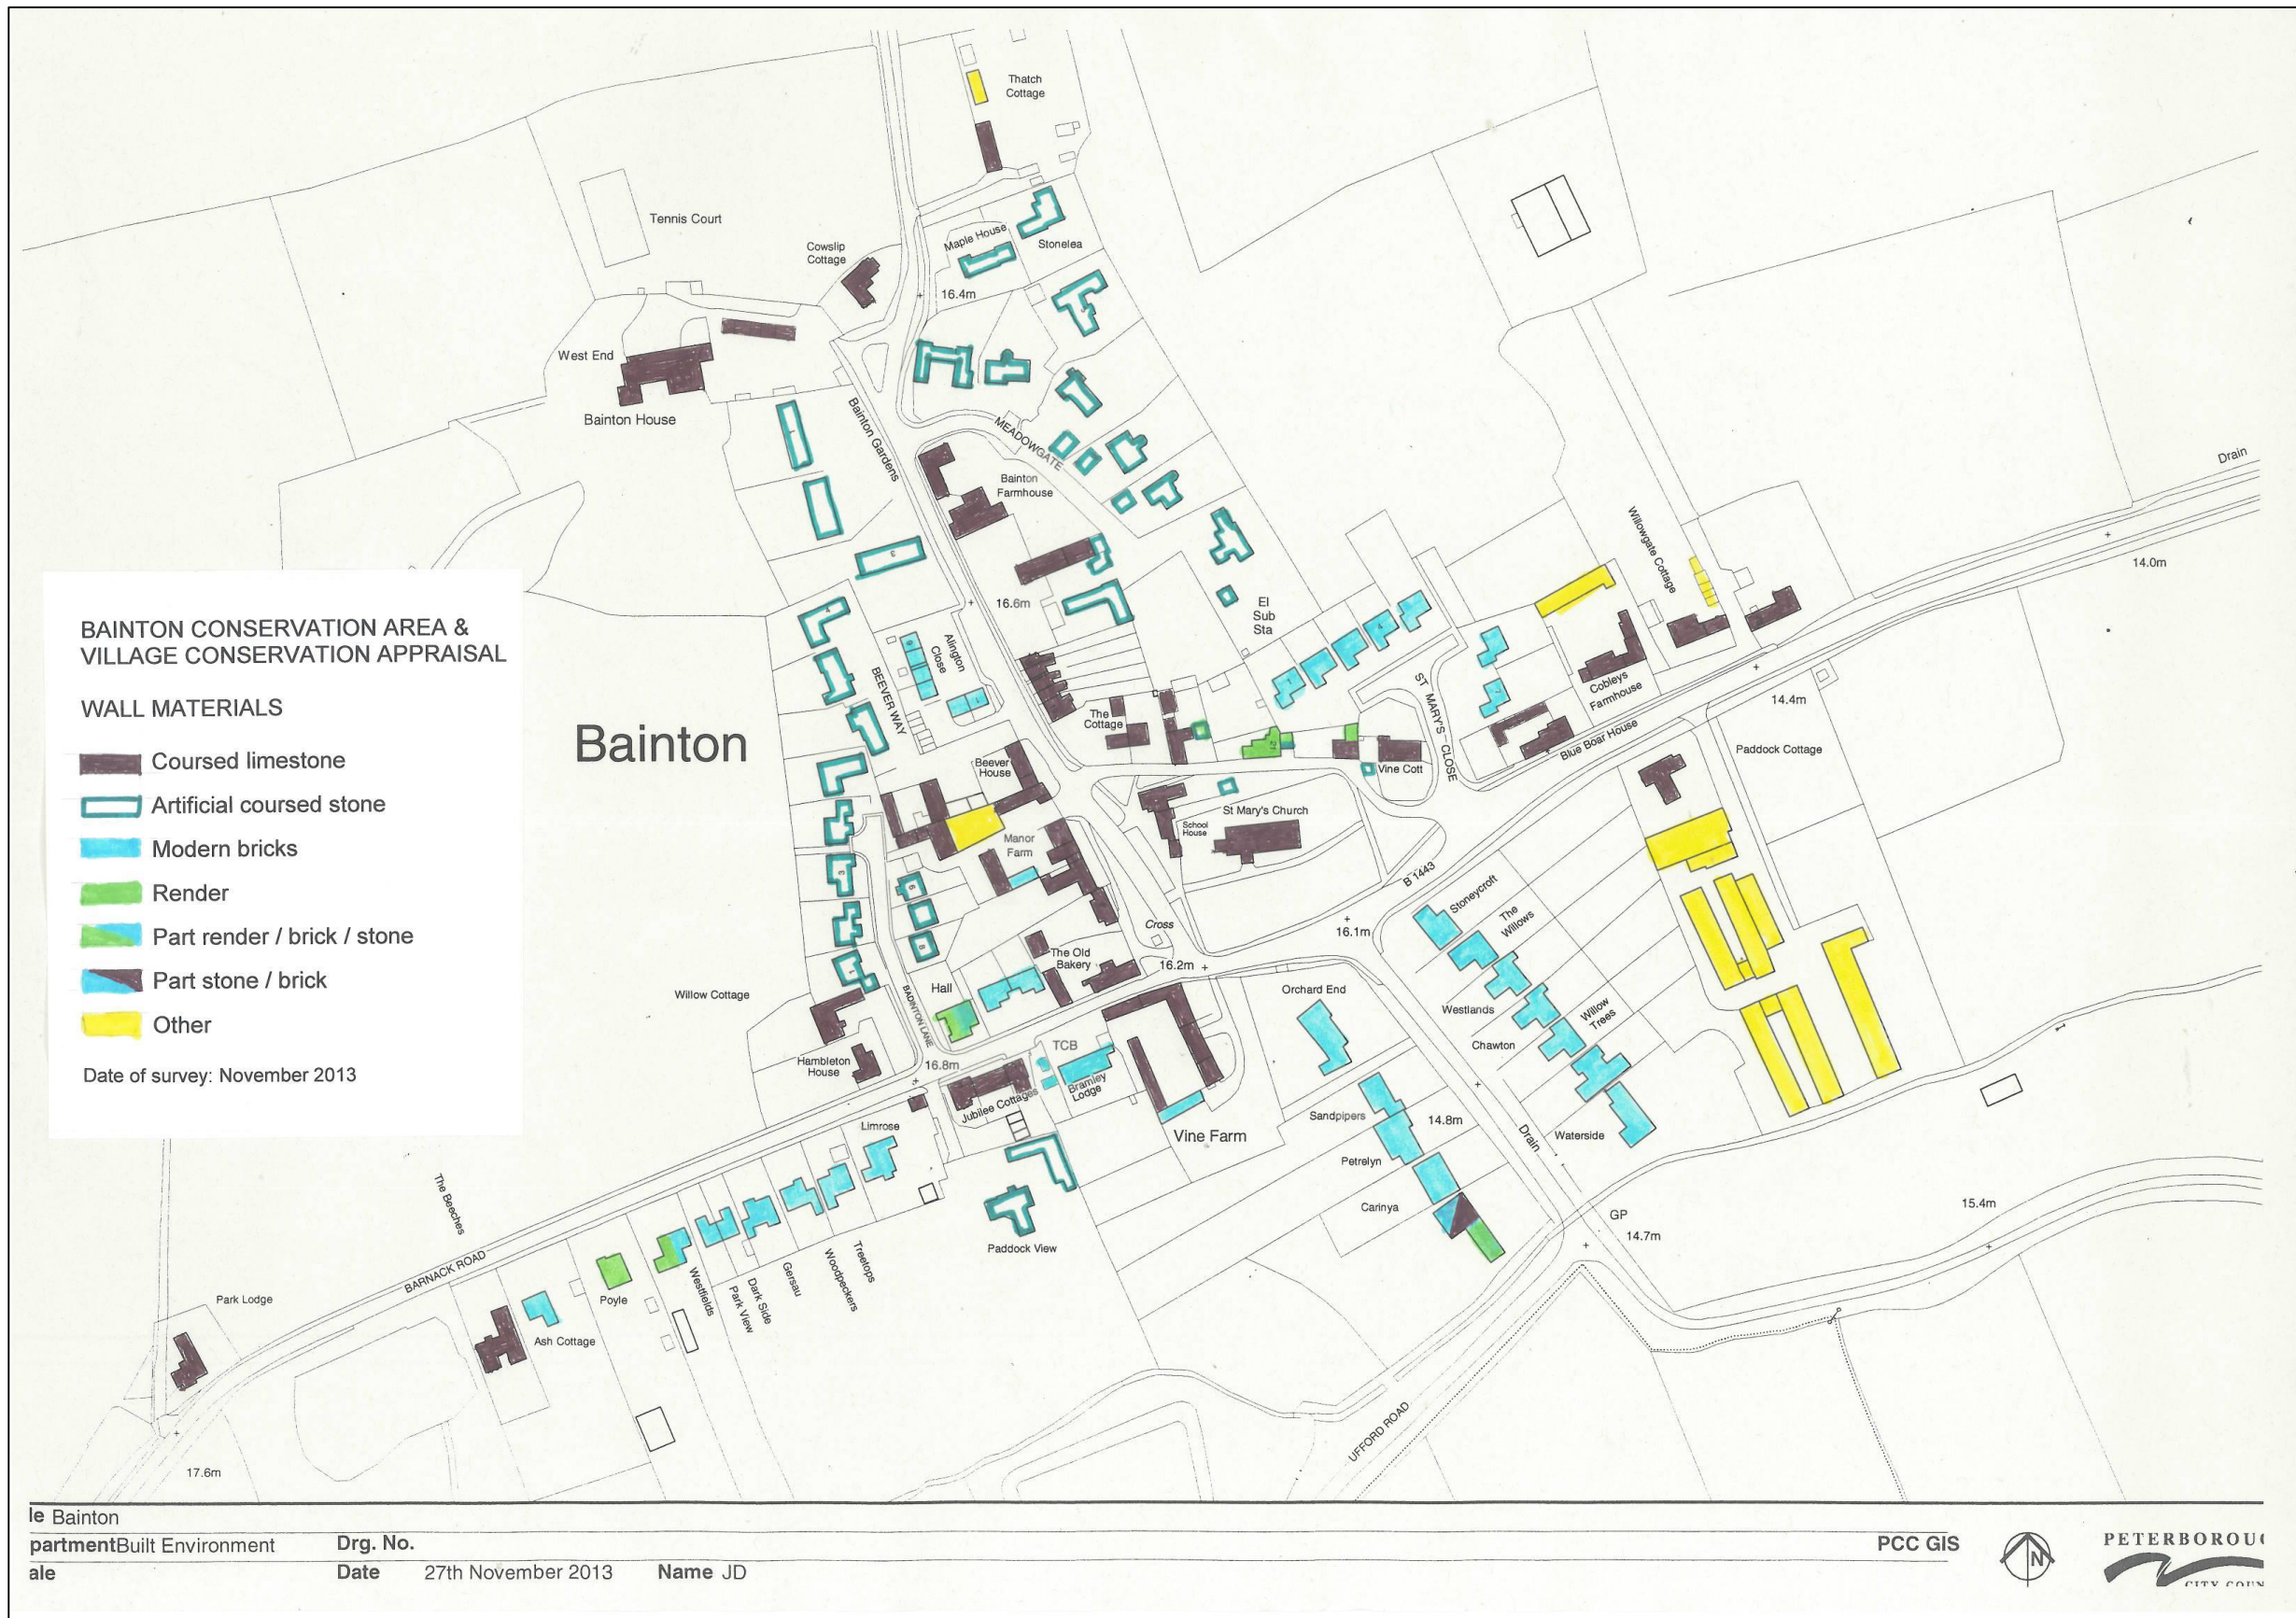 Thatch
Cottage
Tennis Court
Cowslip
Cottage
Maple House
Stonelea
16.4m
West End
Bainton House
Bainton Gardens
MEADOWGATE
Bainton
Farmhouse
Drain
14.0m
Willowgate Cottage
16.6m
El
Sub
Sta
Alington
Close
BEEVER WAY
ST MARY'S CLOSE
Cobleys
Farmhouse
14.4m
The
Cottage
Bainton
Blue Boar House
Paddock Cottage
Beever
House
Vine Cott
St Mary's Church
School
House
Manor
Farm
B 1443
Stoneycroft
The
Willows
Cross
16.1m
The Old
Bakery
16.2m
Willow Cottage
Hall
Orchard End
BADINTON LANE
Westlands
Willow
Trees
Chawton
TCB
Hambleton
House
16.8m
Jubilee Cottages
Bramley
Lodge
Sandpipers
14.8m
Limrose
Vine Farm
Drain
Waterside
Petrelyn
The Beeches
Carinya
15.4m
GP
14.7m
Paddock View
BARNACK ROAD
Park Lodge
Poyle
Westfields
Park View
Dark Side
Gersau
Woodpeckers
Treetops
Ash Cottage
UFFORD ROAD
17.6m
BAINTON CONSERVATION AREA &
VILLAGE CONSERVATION APPRAISAL
WALL MATERIALS
Coursed limestone
Artificial coursed stone
Modern bricks
Render
Part render / brick / stone
Part stone / brick
Other
Date of survey: November 2013
le Bainton
partmentBuilt Environment
Drg. No.
PCC GIS
ale
Date 27th November 2013 Name JD
N
PETERBOROU
CITY COUN